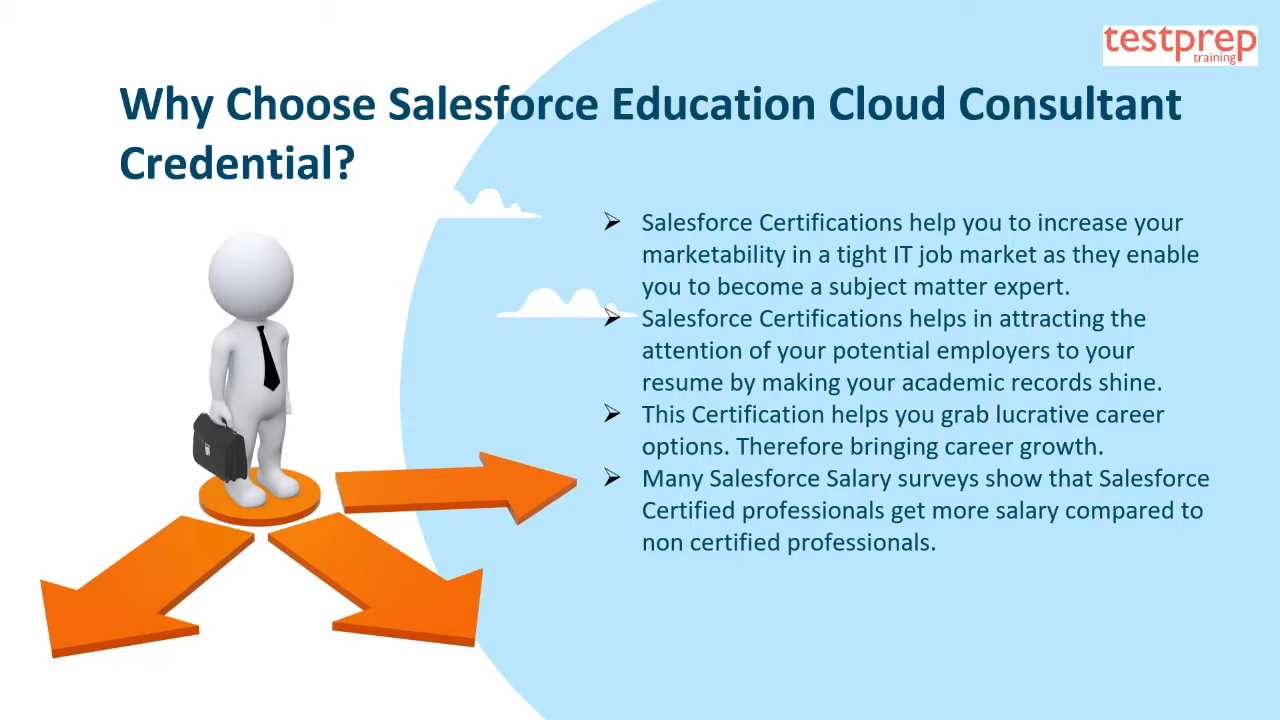 testprep
training
Why Choose Salesforce Education Cloud Consultant
Credential?
Salesforce Certifications help you to increase your
marketability in a tight IT job market as they enable
you to become a subject matter expert.
Salesforce Certifications helps in attracting the
attention of your potential employers to your
resume by making your academic records shine.
This Certification helps you grab lucrative career
options. Therefore bringing career growth.
Many Salesforce Salary surveys show that Salesforce
Certified professionals get more salary compared to
non certified professionals.